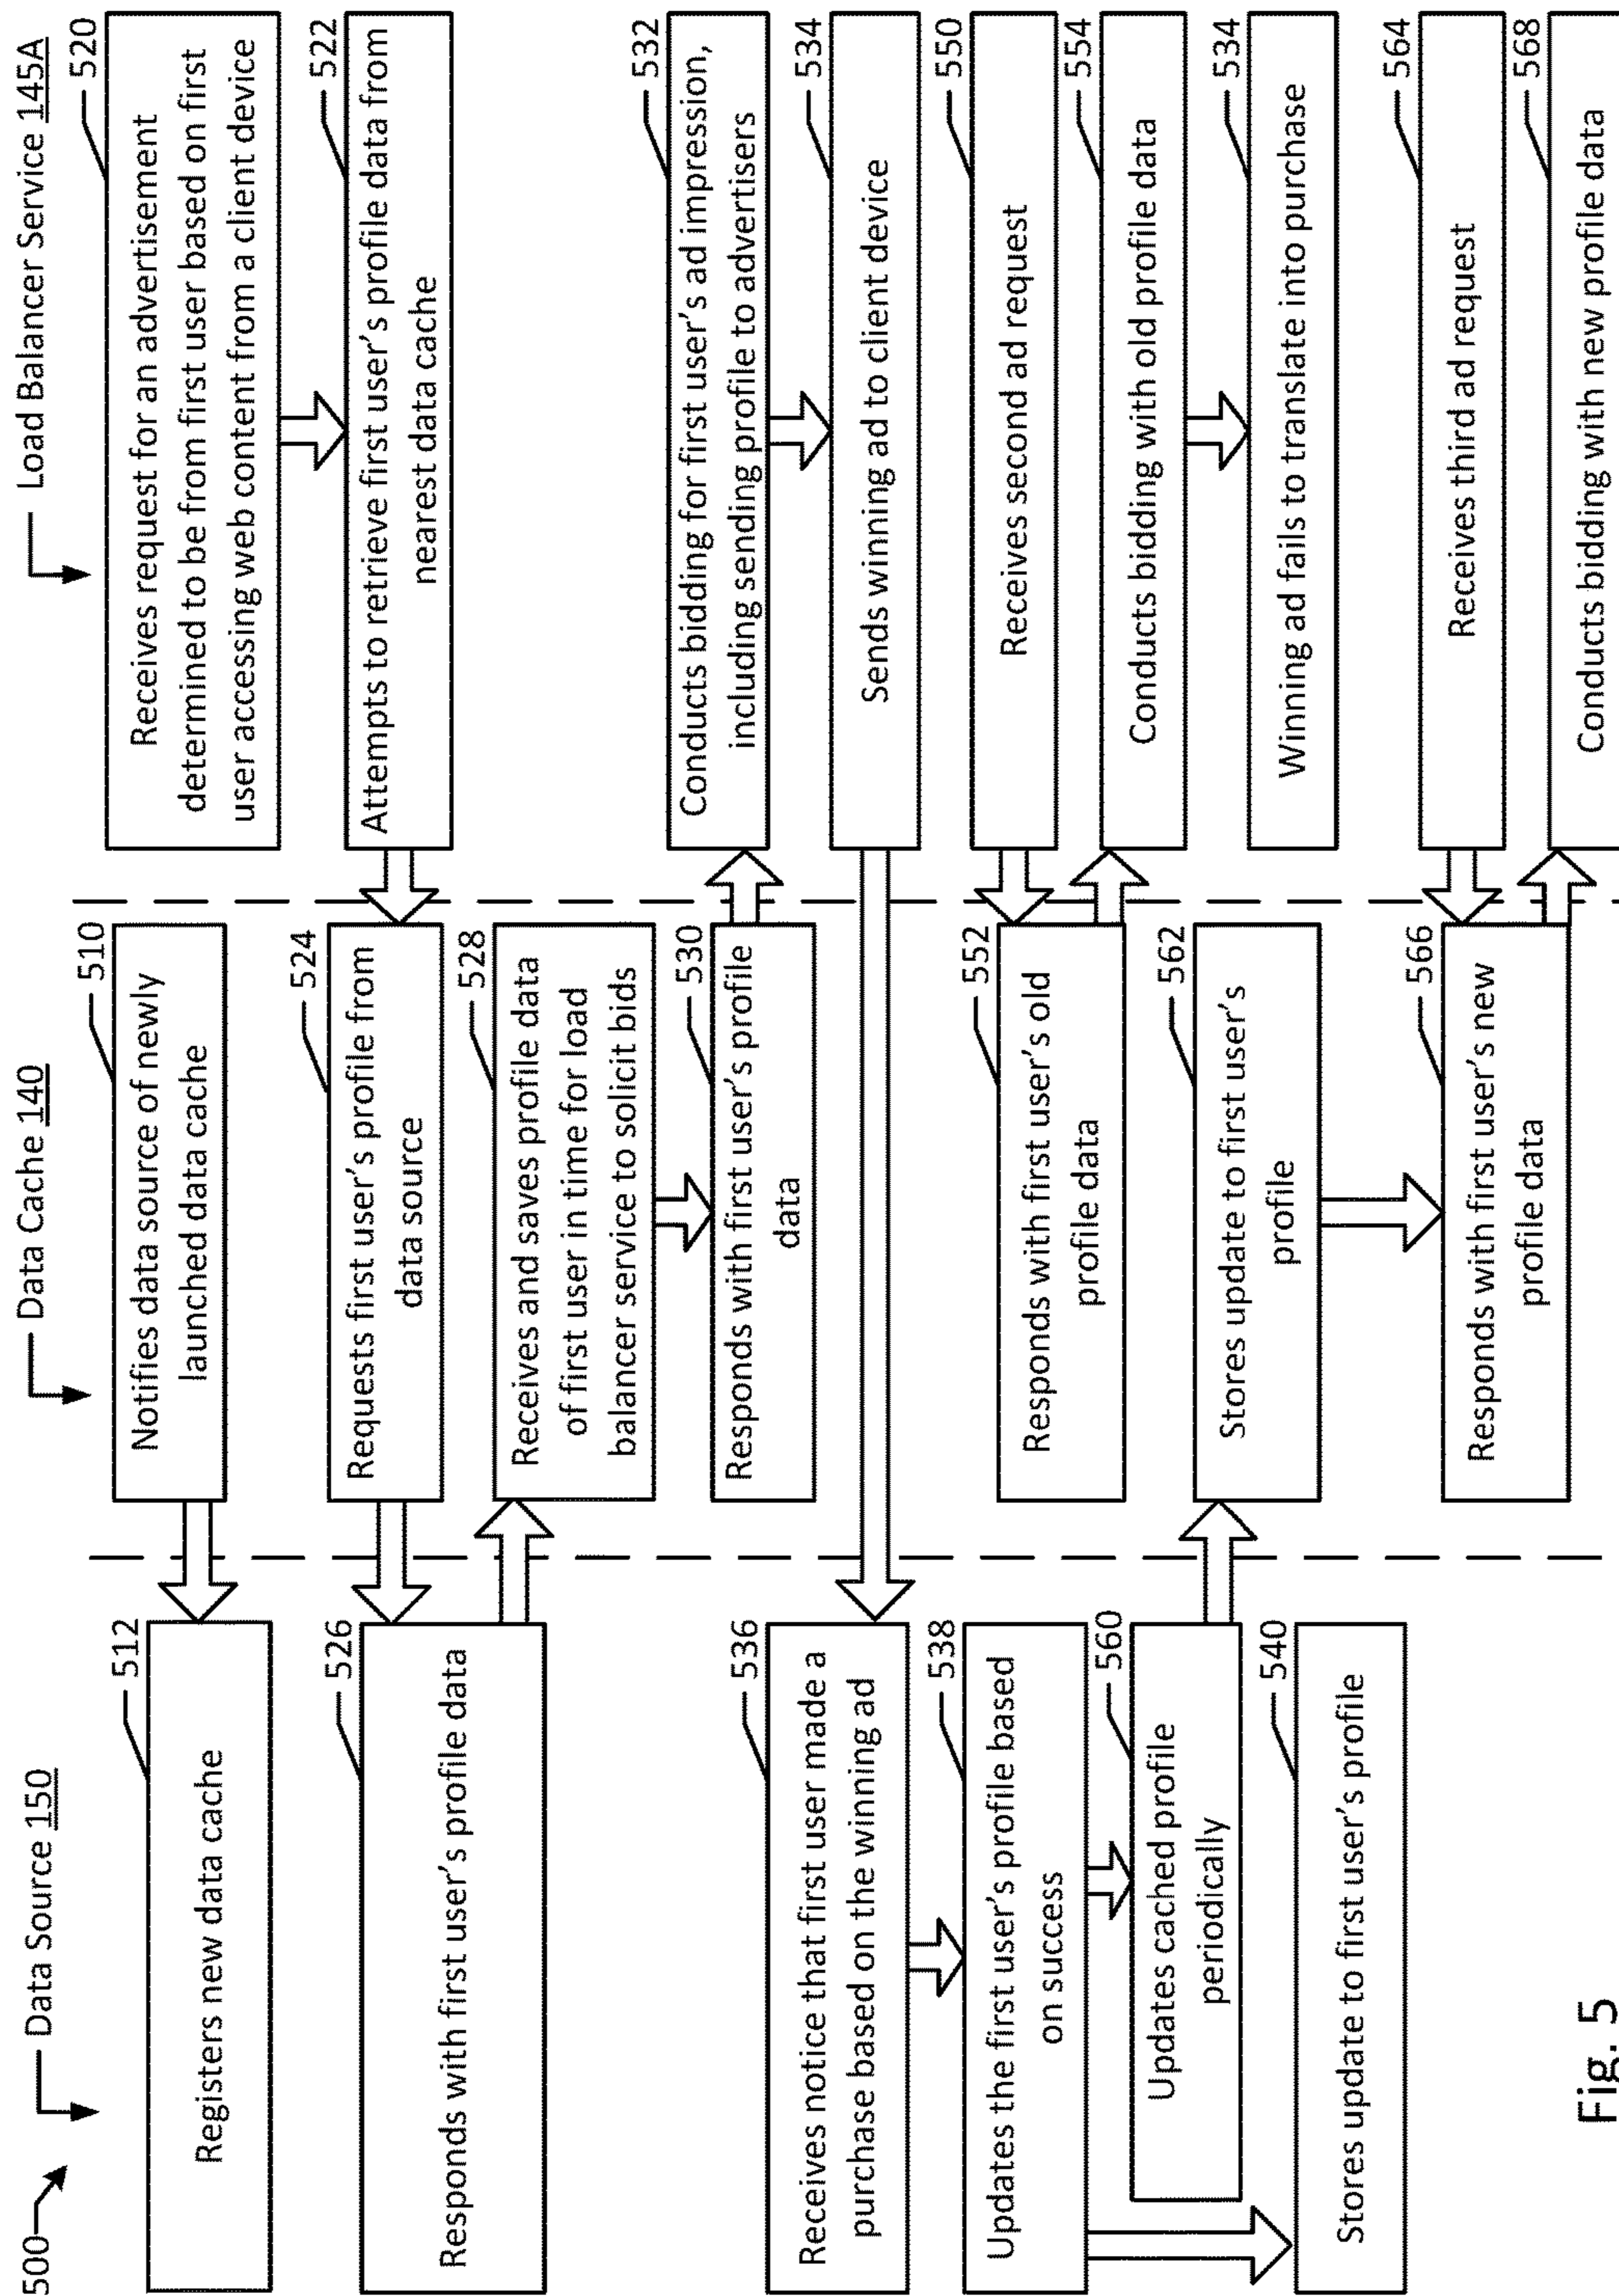 500
Data Source 150
Data Cache 140
Load Balancer Service 145A
512
Registers new data cache
510
Notifies data source of newly
launched data cache
520
Receives request for an advertisement
determined to be from first user based on first
user accessing web content from a client device
522
Attempts to retrieve first user's profile data from
nearest data cache
524
Requests first user's profile from
data source
526
Responds with first user's profile data
528
Receives and saves profile data
of first user in time for load
balancer service to solicit bids
530
Responds with first user's profile
data
532
Conducts bidding for first user's ad impression,
including sending profile to advertisers
534
Sends winning ad to client device
536
Receives notice that first user made a
purchase based on the winning ad
538
Updates the first user's profile based
on success
560
Updates cached profile
periodically
540
Stores update to first user's profile
550
Receives second ad request
552
Responds with first user's old
profile data
554
Conducts bidding with old profile data
534
Winning ad fails to translate into purchase
562
Stores update to first user's
profile
564
Receives third ad request
566
Responds with first user's new
profile data
568
Conducts bidding with new profile data
Fig. 5